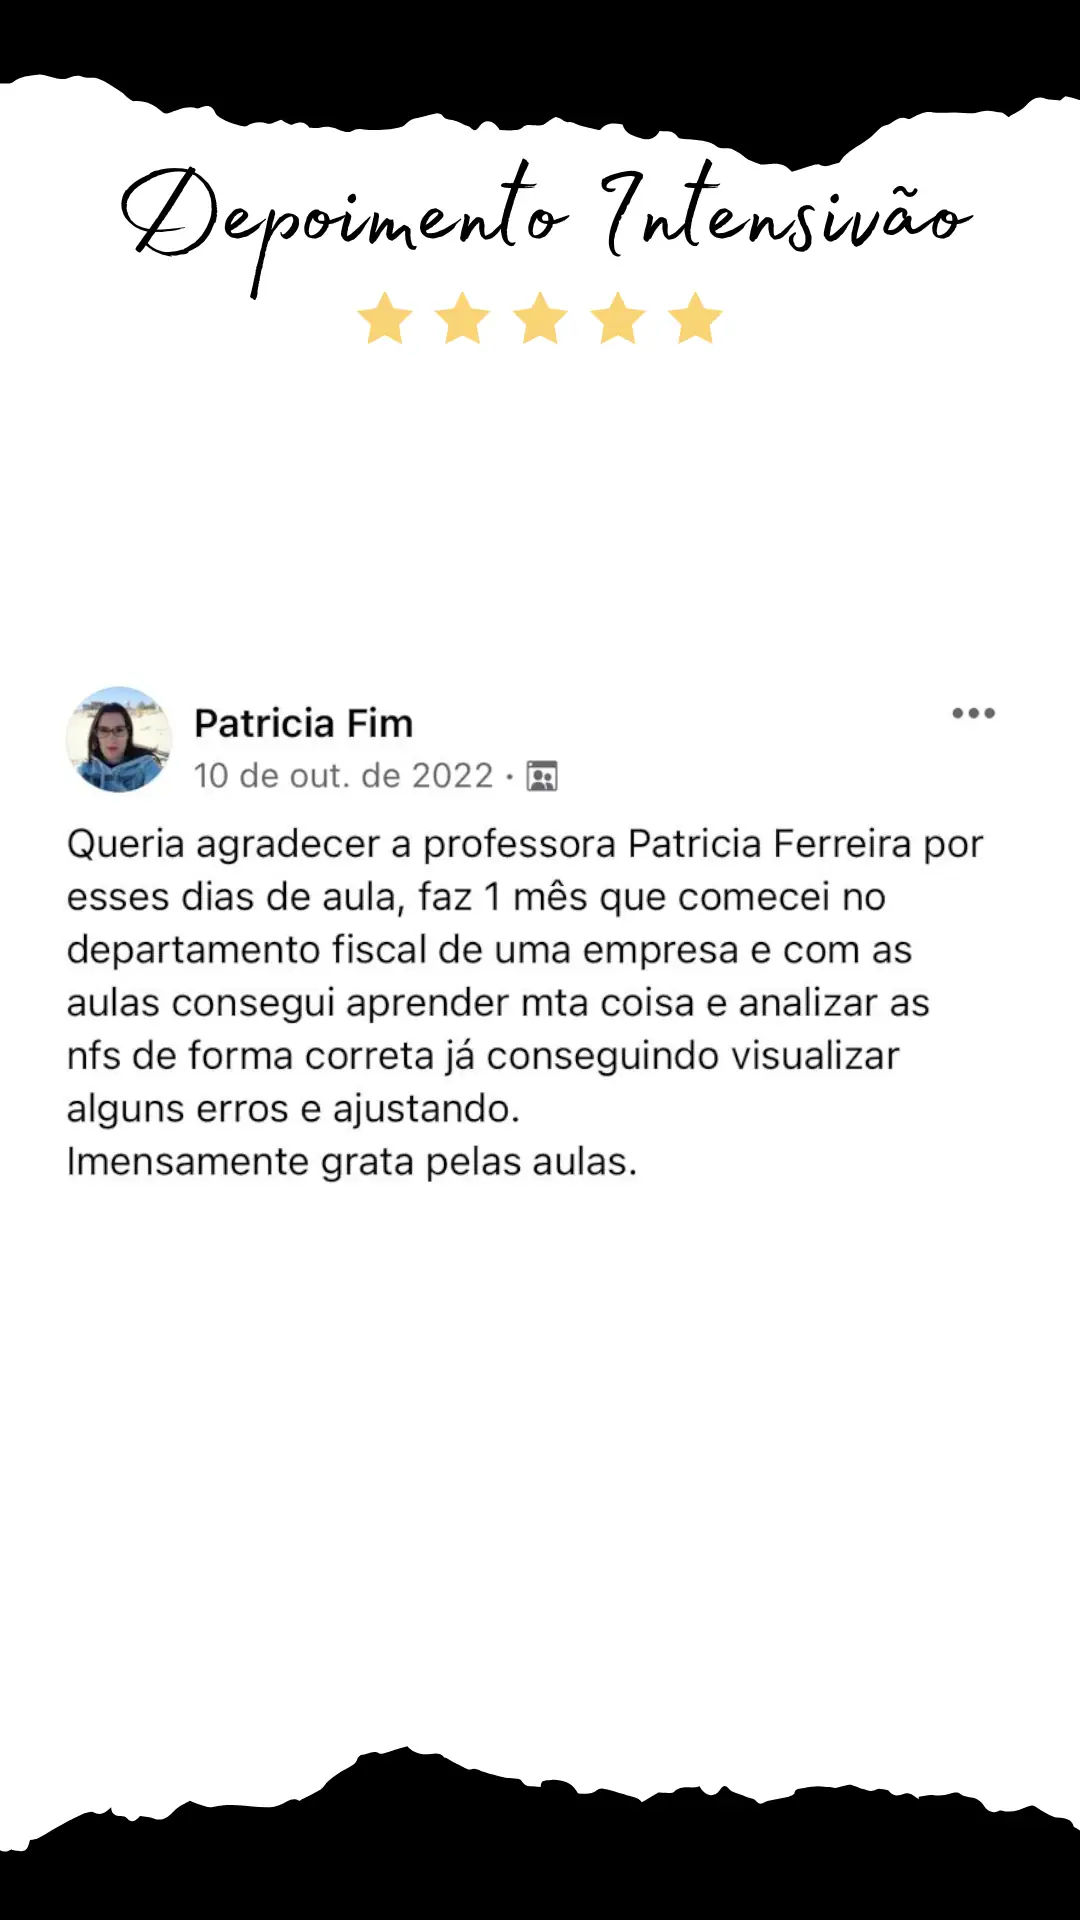 Depoimento Intensivão
Patricia Fim
10 de out. de 2022 ·
Queria agradecer a professora Patricia Ferreira por
esses dias de aula, faz 1 mês que comecei no
departamento fiscal de uma empresa e com as
aulas consegui aprender mta coisa e analizar as
nfs de forma correta já conseguindo visualizar
alguns erros e ajustando.
Imensamente grata pelas aulas.